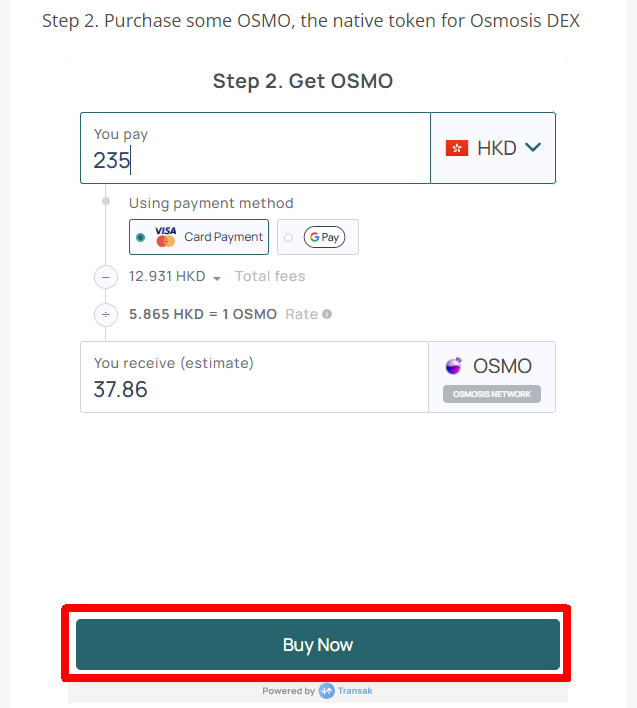 Step 2. Purchase some OSMO, the native token for Osmosis DEX
Step 2. Get OSMO
You pay
235
HKD
Using payment method
VISA Card Payment
G Pay
12.931 HKD Total fees
5.865 HKD = 1 OSMO Rate
You receive (estimate)
37.86
OSMO
OSMOSIS NETWORK
Buy Now
Powered by Transak